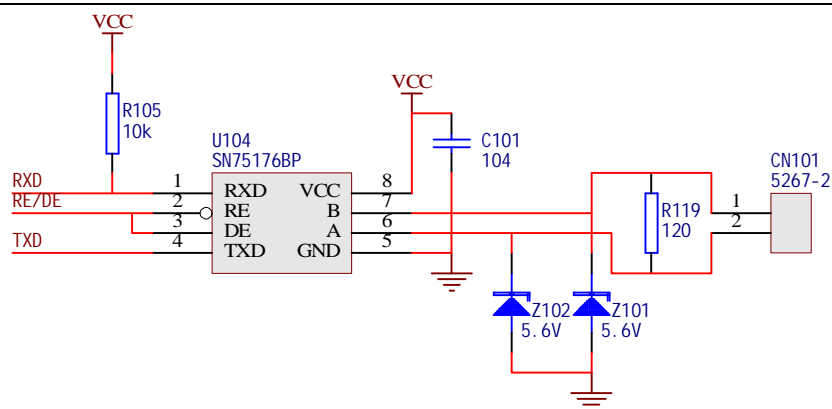 VCC
R105
10k
VCC
C101
104
U104
SN75176BP
CN101
5267-2
RXD
RE/DE
TXD
1
2
3
4
RXD
RE
DE
TXD
VCC
B
A
GND
8
7
6
5
R119
120
1
2
Z102
5.6V
Z101
5.6V